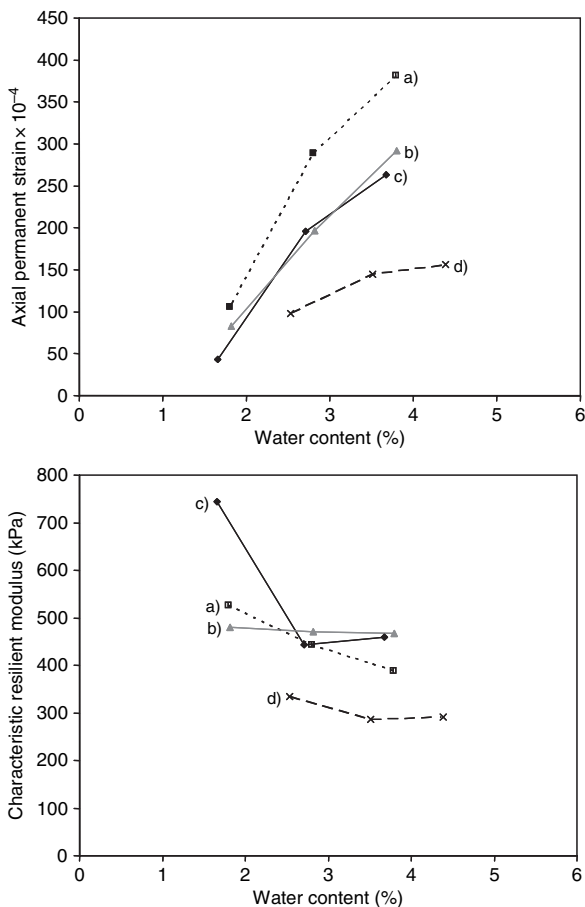 Axial permanent strain × 10⁻⁴
450
400
350
300
250
200
150
100
50
0
a)
b)
c)
d)
0 1 2 3 4 5 6
Water content (%)
Characteristic resilient modulus (kPa)
800
700
600
500
400
300
200
100
0
c)
a)
b)
d)
0 1 2 3 4 5 6
Water content (%)